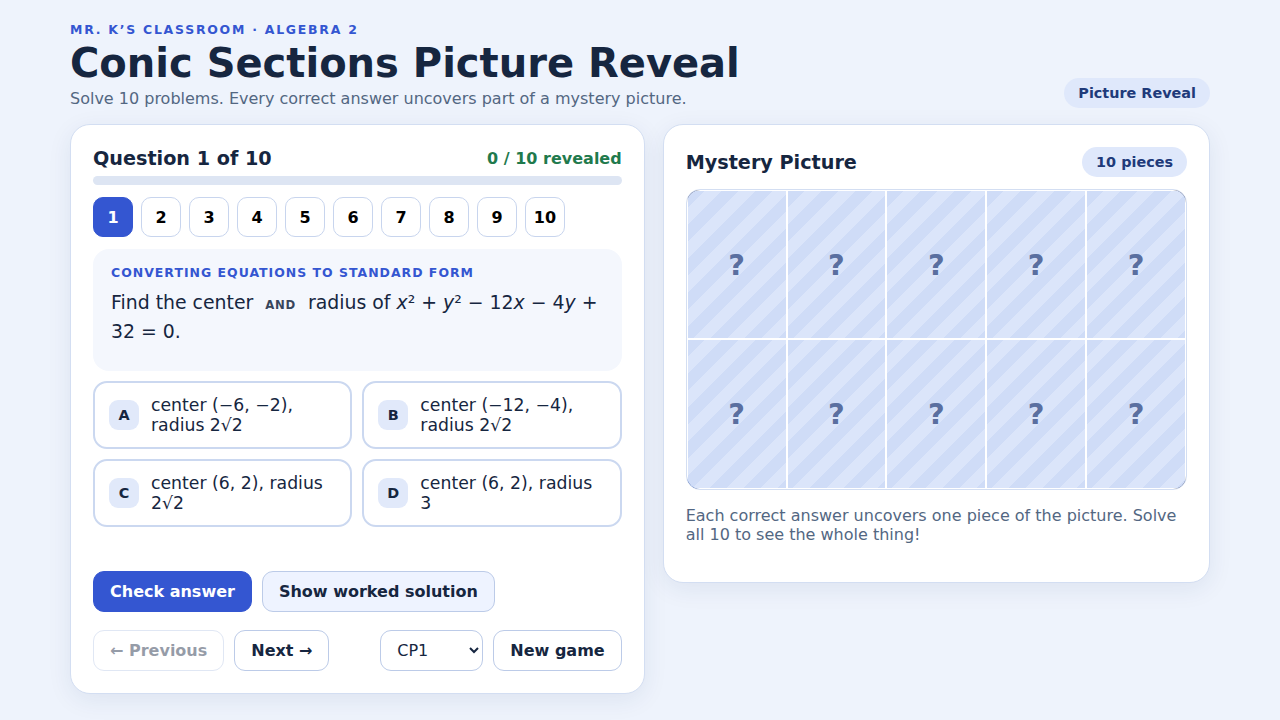 MR. K’S CLASSROOM · ALGEBRA 2
Conic Sections Picture Reveal
Solve 10 problems. Every correct answer uncovers part of a mystery picture.
Picture Reveal
Question 1 of 10
0 / 10 revealed
1 2 3 4 5 6 7 8 9 10
CONVERTING EQUATIONS TO STANDARD FORM
Find the center AND radius of x² + y² − 12x − 4y +
32 = 0.
A center (−6, −2),
radius 2√2
B center (−12, −4),
radius 2√2
C center (6, 2), radius
2√2
D center (6, 2), radius
3
Check answer
Show worked solution
← Previous
Next →
CP1
New game
Mystery Picture
10 pieces
? ? ? ? ?
? ? ? ? ?
Each correct answer uncovers one piece of the picture. Solve
all 10 to see the whole thing!